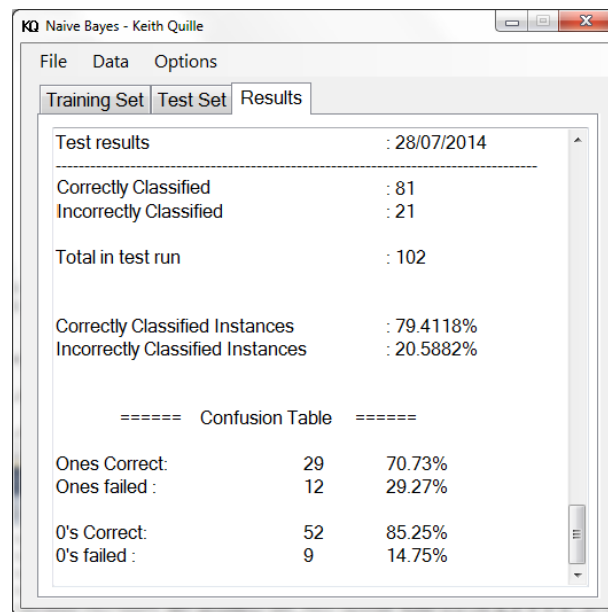 KQ Naive Bayes - Keith Quille
File Data Options
Training Set Test Set Results
Test results : 28/07/2014
--------------------------------------------------------------------------------
Correctly Classified : 81
Incorrectly Classified : 21
Total in test run : 102
Correctly Classified Instances : 79.4118%
Incorrectly Classified Instances : 20.5882%
====== Confusion Table ======
Ones Correct: 29 70.73%
Ones failed : 12 29.27%
0's Correct: 52 85.25%
0's failed : 9 14.75%